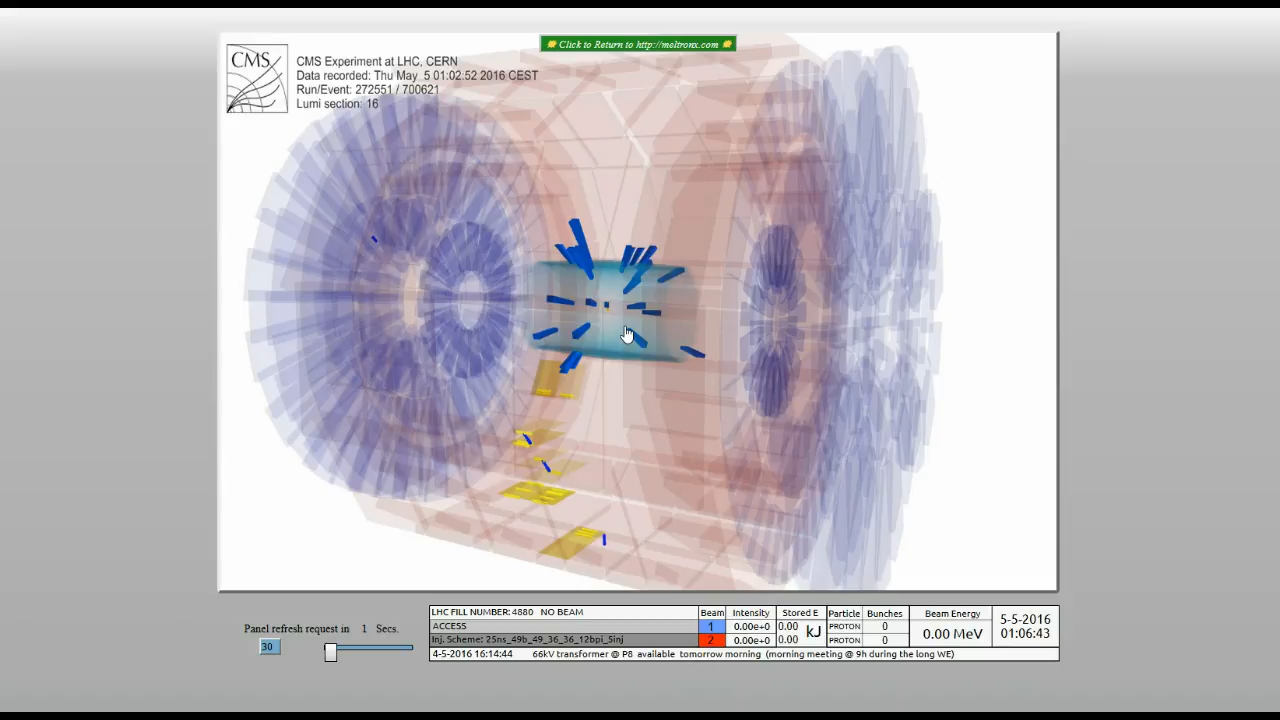 Click to Return to http://meltronx.com
CMS
CMS Experiment at LHC, CERN
Data recorded: Thu May 5 01:02:52 2016 CEST
Run/Event: 272551 / 700621
Lumi section: 16
Panel refresh request in 1 Secs.
30
LHC FILL NUMBER: 4880 NO BEAM
ACCESS
Inj. Scheme: 25ns_49b_49_36_36_12bpi_5inj
Beam Intensity Stored E Particle Bunches Beam Energy
1 0.00e+0 0.00 kJ PROTON: 0 0.00 MeV
2 0.00e+0 0.00 PROTON: 0
5-5-2016
01:06:43
4-5-2016 16:14:44 66kV transformer @ P8 available tomorrow morning (morning meeting @ 9h during the long WE)